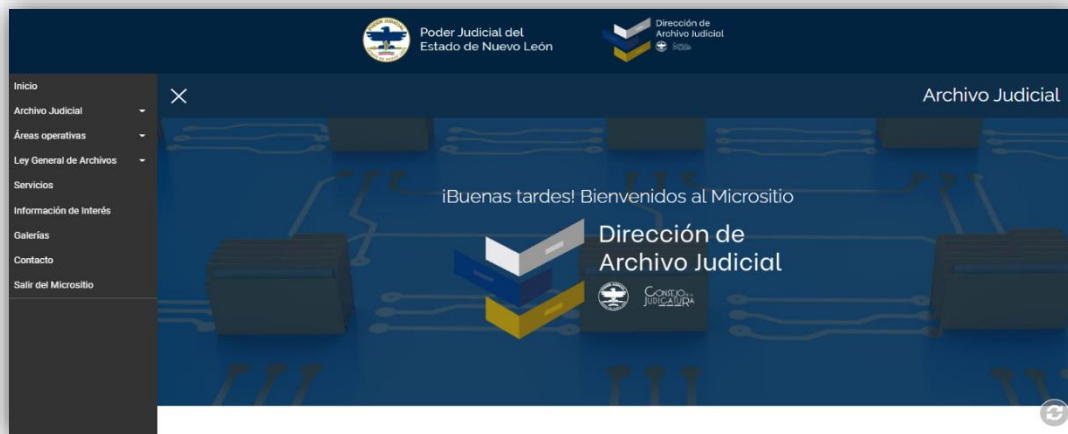 Poder Judicial del
Estado de Nuevo León
Dirección de
Archivo Judicial
Inicio
Archivo Judicial
Áreas operativas
Ley General de Archivos
Servicios
Información de Interés
Galerías
Contacto
Salir del Micrositio
Archivo Judicial
¡Buenas tardes! Bienvenidos al Micrositio
Dirección de
Archivo Judicial
CONSEJO DE LA
JUDICATURA